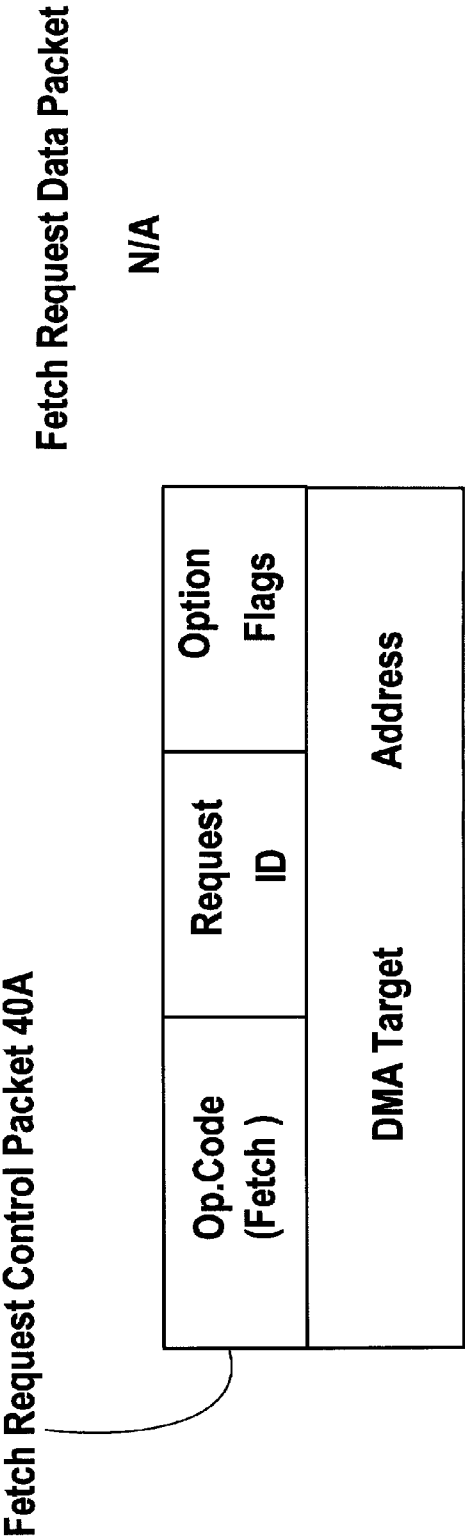 Fetch Request Control Packet 40A
Fetch Request Data Packet
N/A
Op.Code
(Fetch )
Request
ID
Option
Flags
DMA Target Address